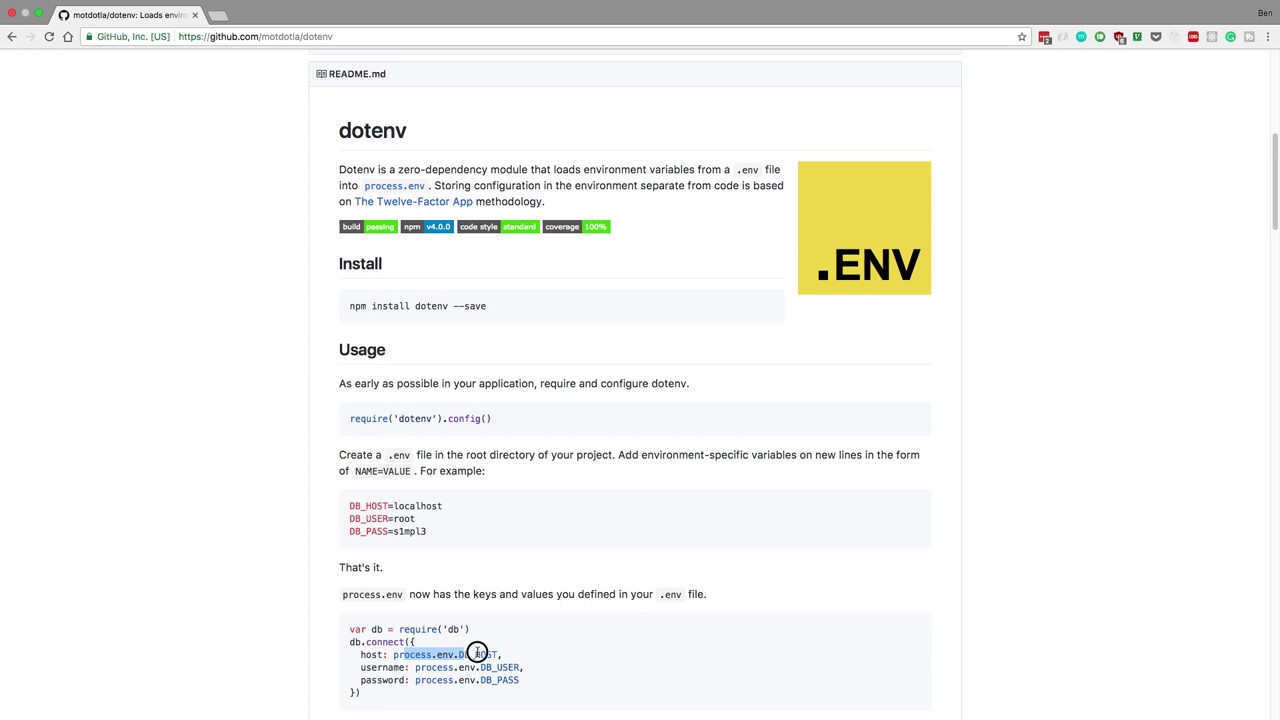 motdotla/dotenv: Loads enviro
Ben
GitHub, Inc. [US] https://github.com/motdotla/dotenv
README.md
dotenv
Dotenv is a zero-dependency module that loads environment variables from a .env file
into process.env. Storing configuration in the environment separate from code is based
on The Twelve-Factor App methodology.
build passing npm v4.0.0 code style standard coverage 100%
.ENV
Install
npm install dotenv --save
Usage
As early as possible in your application, require and configure dotenv.
require('dotenv').config()
Create a .env file in the root directory of your project. Add environment-specific variables on new lines in the form
of NAME=VALUE. For example:
DB_HOST=localhost
DB_USER=root
DB_PASS=s1mpl3
That's it.
process.env now has the keys and values you defined in your .env file.
var db = require('db')
db.connect({
host: process.env.DB_HOST,
username: process.env.DB_USER,
password: process.env.DB_PASS
})